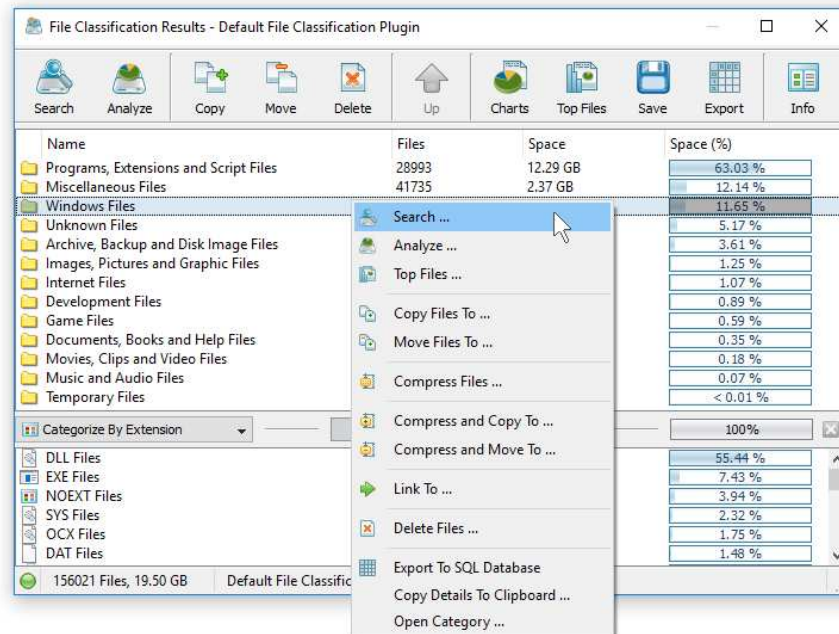 File Classification Results - Default File Classification Plugin
Search Analyze Copy Move Delete Up Charts Top Files Save Export Info
Name Files Space Space (%)
Programs, Extensions and Script Files 28993 12.29 GB 63.03 %
Miscellaneous Files 41735 2.37 GB 12.14 %
Windows Files 11.65 %
Unknown Files 5.17 %
Archive, Backup and Disk Image Files 3.61 %
Images, Pictures and Graphic Files 1.25 %
Internet Files 1.07 %
Development Files 0.89 %
Game Files 0.59 %
Documents, Books and Help Files 0.35 %
Movies, Clips and Video Files 0.18 %
Music and Audio Files 0.07 %
Temporary Files < 0.01 %
Search ...
Analyze ...
Top Files ...
Copy Files To ...
Move Files To ...
Compress Files ...
Compress and Copy To ...
Compress and Move To ...
Link To ...
Delete Files ...
Export To SQL Database
Copy Details To Clipboard ...
Open Category ...
Categorize By Extension 100%
DLL Files 55.44 %
EXE Files 7.43 %
NOEXT Files 3.94 %
SYS Files 2.32 %
OCX Files 1.75 %
DAT Files 1.48 %
156021 Files, 19.50 GB Default File Classific